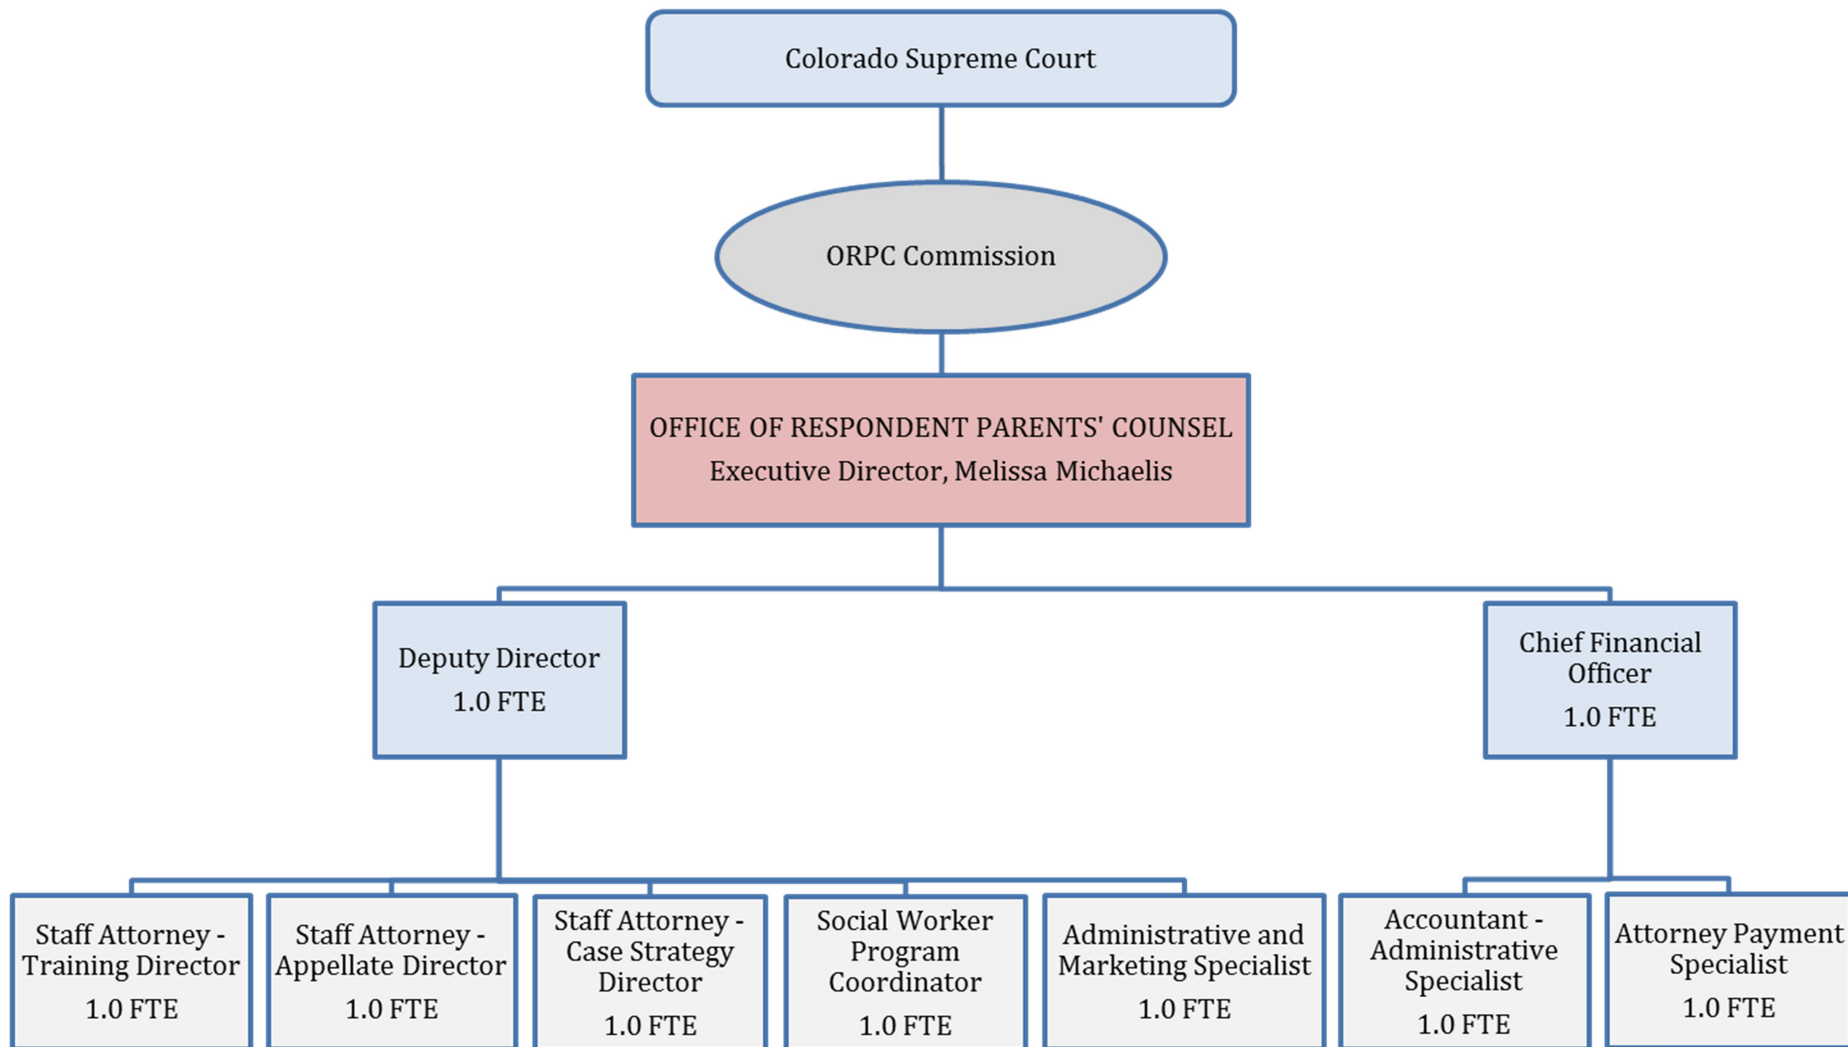 Colorado Supreme Court
ORPC Commission
OFFICE OF RESPONDENT PARENTS' COUNSEL
Executive Director, Melissa Michaelis
Deputy Director
1.0 FTE
Chief Financial
Officer
1.0 FTE
Staff Attorney -
Training Director
1.0 FTE
Staff Attorney -
Appellate Director
1.0 FTE
Staff Attorney -
Case Strategy
Director
1.0 FTE
Social Worker
Program
Coordinator
1.0 FTE
Administrative and
Marketing Specialist
1.0 FTE
Accountant -
Administrative
Specialist
1.0 FTE
Attorney Payment
Specialist
1.0 FTE